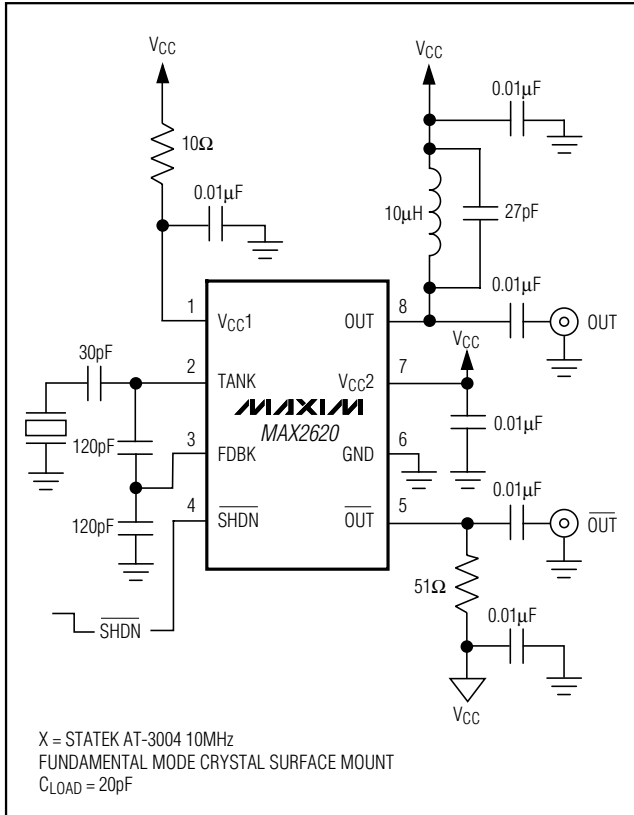 VCC
VCC
0.01µF
10Ω
0.01µF
10µH
27pF
0.01µF
1
8
VCC1
OUT
OUT
VCC
30pF
2
7
TANK
VCC2
MAXIM
MAX2620
0.01µF
120pF
3
6
FDBK
GND
0.01µF
120pF
4
5
SHDN
OUT
OUT
51Ω
0.01µF
SHDN
VCC
X = STATEK AT-3004 10MHz
FUNDAMENTAL MODE CRYSTAL SURFACE MOUNT
CLOAD = 20pF